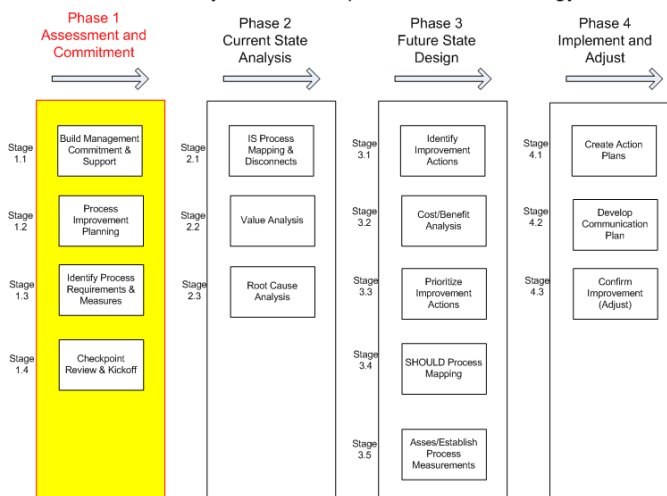 Phase 1
Assessment and
Commitment
Phase 2
Current State
Analysis
Phase 3
Future State
Design
Phase 4
Implement and
Adjust
Stage
1.1
Build Management
Commitment &
Support
Stage
1.2
Process
Improvement
Planning
Stage
1.3
Identify Process
Requirements &
Measures
Stage
1.4
Checkpoint
Review & Kickoff
Stage
2.1
IS Process
Mapping &
Disconnects
Stage
2.2
Value Analysis
Stage
2.3
Root Cause
Analysis
Stage
3.1
Identify
Improvement
Actions
Stage
3.2
Cost/Benefit
Analysis
Stage
3.3
Prioritize
Improvement
Actions
Stage
3.4
SHOULD Process
Mapping
Stage
3.5
Asses/Establish
Process
Measurements
Stage
4.1
Create Action
Plans
Stage
4.2
Develop
Communication
Plan
Stage
4.3
Confirm
Improvement
(Adjust)